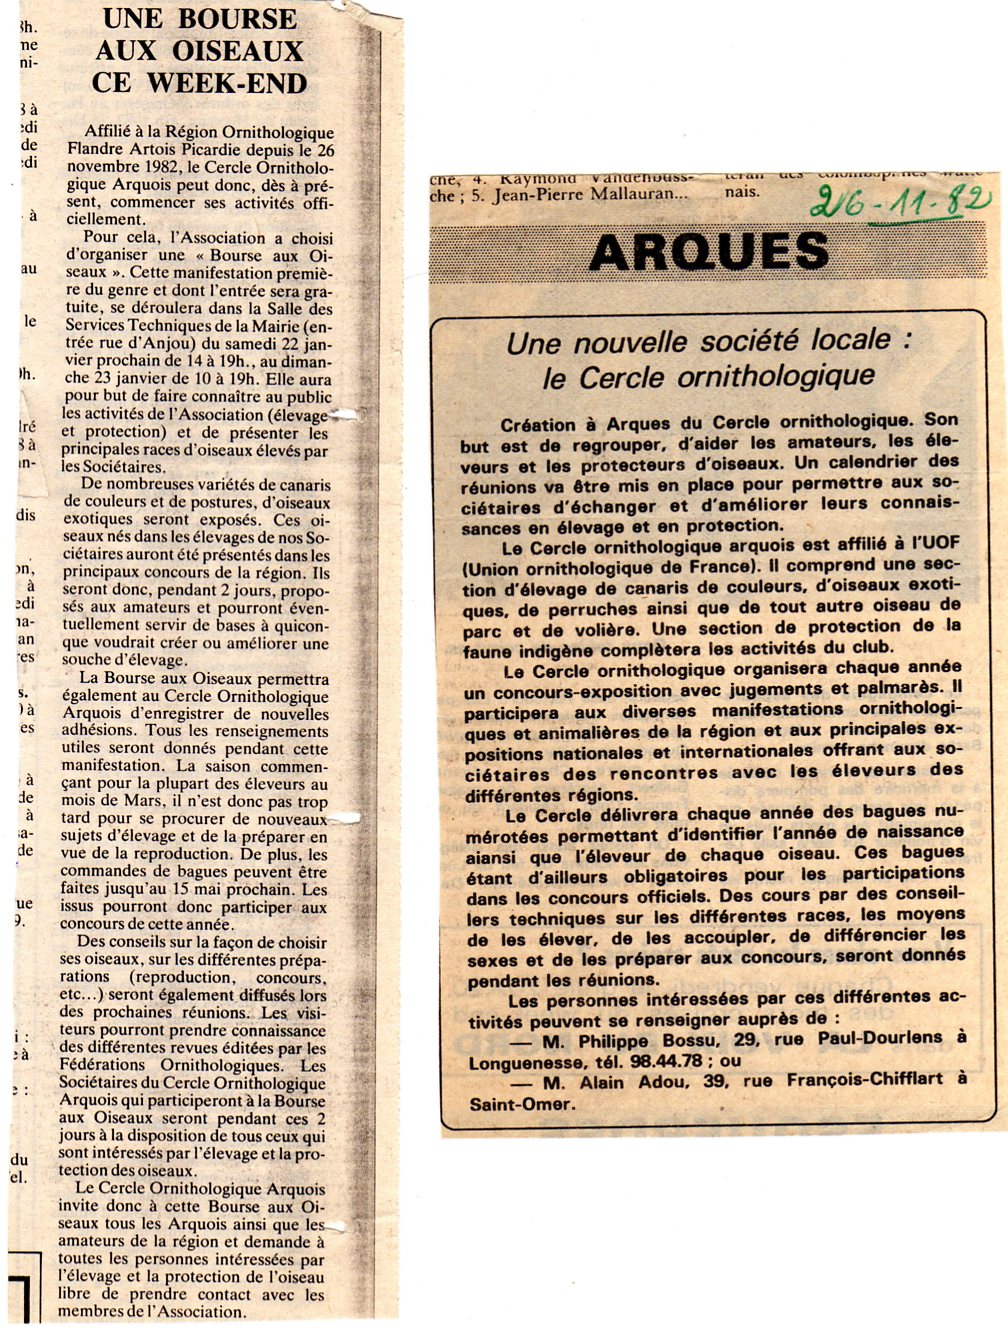 UNE BOURSE
AUX OISEAUX
CE WEEK-END
Affilié à la Région Ornithologique
Flandre Artois Picardie depuis le 26
novembre 1982, le Cercle Ornitholo-
gique Arquois peut donc, dès à pré-
sent, commencer ses activités offi-
ciellement.
Pour cela, l'Association a choisi
d'organiser une « Bourse aux Oi-
seaux ». Cette manifestation premiè-
re du genre et dont l'entrée sera gra-
tuite, se déroulera dans la Salle des
Services Techniques de la Mairie (en-
trée rue d'Anjou) du samedi 22 jan-
vier prochain de 14 à 19h., au diman-
che 23 janvier de 10 à 19h. Elle aura
pour but de faire connaître au public
les activités de l'Association (élevage
et protection) et de présenter les
principales races d'oiseaux élevés par
les Sociétaires.
De nombreuses variétés de canaris
de couleurs et de postures, d'oiseaux
exotiques seront exposés. Ces oi-
seaux nés dans les élevages de nos So-
ciétaires auront été présentés dans les
principaux concours de la région. Ils
seront donc, pendant 2 jours, propo-
sés aux amateurs et pourront éven-
tuellement servir de bases à quicon-
que voudrait créer ou améliorer une
souche d'élevage.
La Bourse aux Oiseaux permettra
également au Cercle Ornithologique
Arquois d'enregistrer de nouvelles
adhésions. Tous les renseignements
utiles seront donnés pendant cette
manifestation. La saison commen-
çant pour la plupart des éleveurs au
mois de Mars, il n'est donc pas trop
tard pour se procurer de nouveaux
sujets d'élevage et de la préparer en
vue de la reproduction. De plus, les
commandes de bagues peuvent être
faites jusqu'au 15 mai prochain. Les
issus pourront donc participer aux
concours de cette année.
Des conseils sur la façon de choisir
ses oiseaux, sur les différentes prépa-
rations (reproduction, concours,
etc...) seront également diffusés lors
des prochaines réunions. Les visi-
teurs pourront prendre connaissance
des différentes revues éditées par les
Fédérations Ornithologiques. Les
Sociétaires du Cercle Ornithologique
Arquois qui participeront à la Bourse
aux Oiseaux seront pendant ces 2
jours à la disposition de tous ceux qui
sont intéressés par l'élevage et la pro-
tection des oiseaux.
Le Cercle Ornithologique Arquois
invite donc à cette Bourse aux Oi-
seaux tous les Arquois ainsi que les
amateurs de la région et demande à
toutes les personnes intéressées par
l'élevage et la protection de l'oiseau
libre de prendre contact avec les
membres de l'Association.
che, 4. Raymond Vandenbouss-
che ; 5. Jean-Pierre Mallauran...
nais.
26-11-82
ARQUES
Une nouvelle société locale :
le Cercle ornithologique
Création à Arques du Cercle ornithologique. Son
but est de regrouper, d'aider les amateurs, les éle-
veurs et les protecteurs d'oiseaux. Un calendrier des
réunions va être mis en place pour permettre aux so-
ciétaires d'échanger et d'améliorer leurs connais-
sances en élevage et en protection.
Le Cercle ornithologique arquois est affilié à l'UOF
(Union ornithologique de France). Il comprend une sec-
tion d'élevage de canaris de couleurs, d'oiseaux exoti-
ques, de perruches ainsi que de tout autre oiseau de
parc et de volière. Une section de protection de la
faune indigène complètera les activités du club.
Le Cercle ornithologique organisera chaque année
un concours-exposition avec jugements et palmarès. Il
participera aux diverses manifestations ornithologi-
ques et animalières de la région et aux principales ex-
positions nationales et internationales offrant aux so-
ciétaires des rencontres avec les éleveurs des
différentes régions.
Le Cercle délivrera chaque année des bagues nu-
mérotées permettant d'identifier l'année de naissance
aiansi que l'éleveur de chaque oiseau. Ces bagues
étant d'ailleurs obligatoires pour les participations
dans les concours officiels. Des cours par des conseil-
lers techniques sur les différentes races, les moyens
de les élever, de les accoupler, de différencier les
sexes et de les préparer aux concours, seront donnés
pendant les réunions.
Les personnes intéressées par ces différentes ac-
tivités peuvent se renseigner auprès de :
— M. Philippe Bossu, 29, rue Paul-Dourlens à
Longuenesse, tél. 98.44.78 ; ou
— M. Alain Adou, 39, rue François-Chifflart à
Saint-Omer.